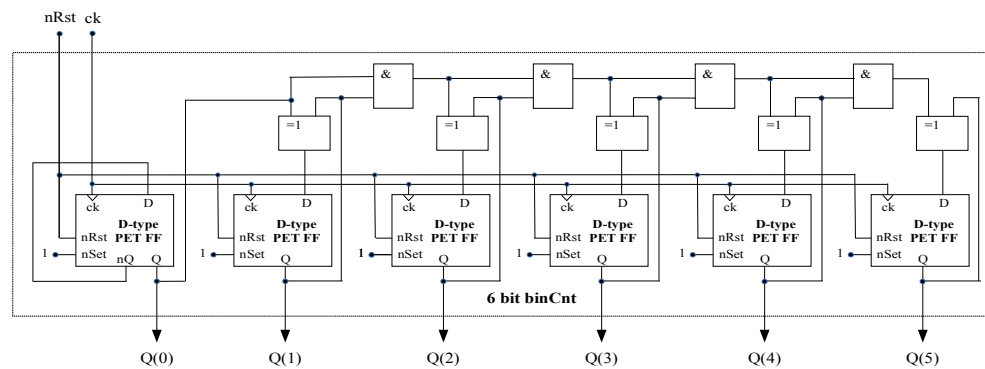 nRst ck
& & & &
=1 =1 =1 =1 =1
D D D D D D
ck ck ck ck ck ck
D-type D-type D-type D-type D-type D-type
PET FF PET FF PET FF PET FF PET FF PET FF
nRst nRst nRst nRst nRst nRst
1 nSet 1 nSet 1 nSet 1 nSet 1 nSet 1 nSet
nQ Q Q Q Q Q Q
6 bit binCnt
Q(0) Q(1) Q(2) Q(3) Q(4) Q(5)